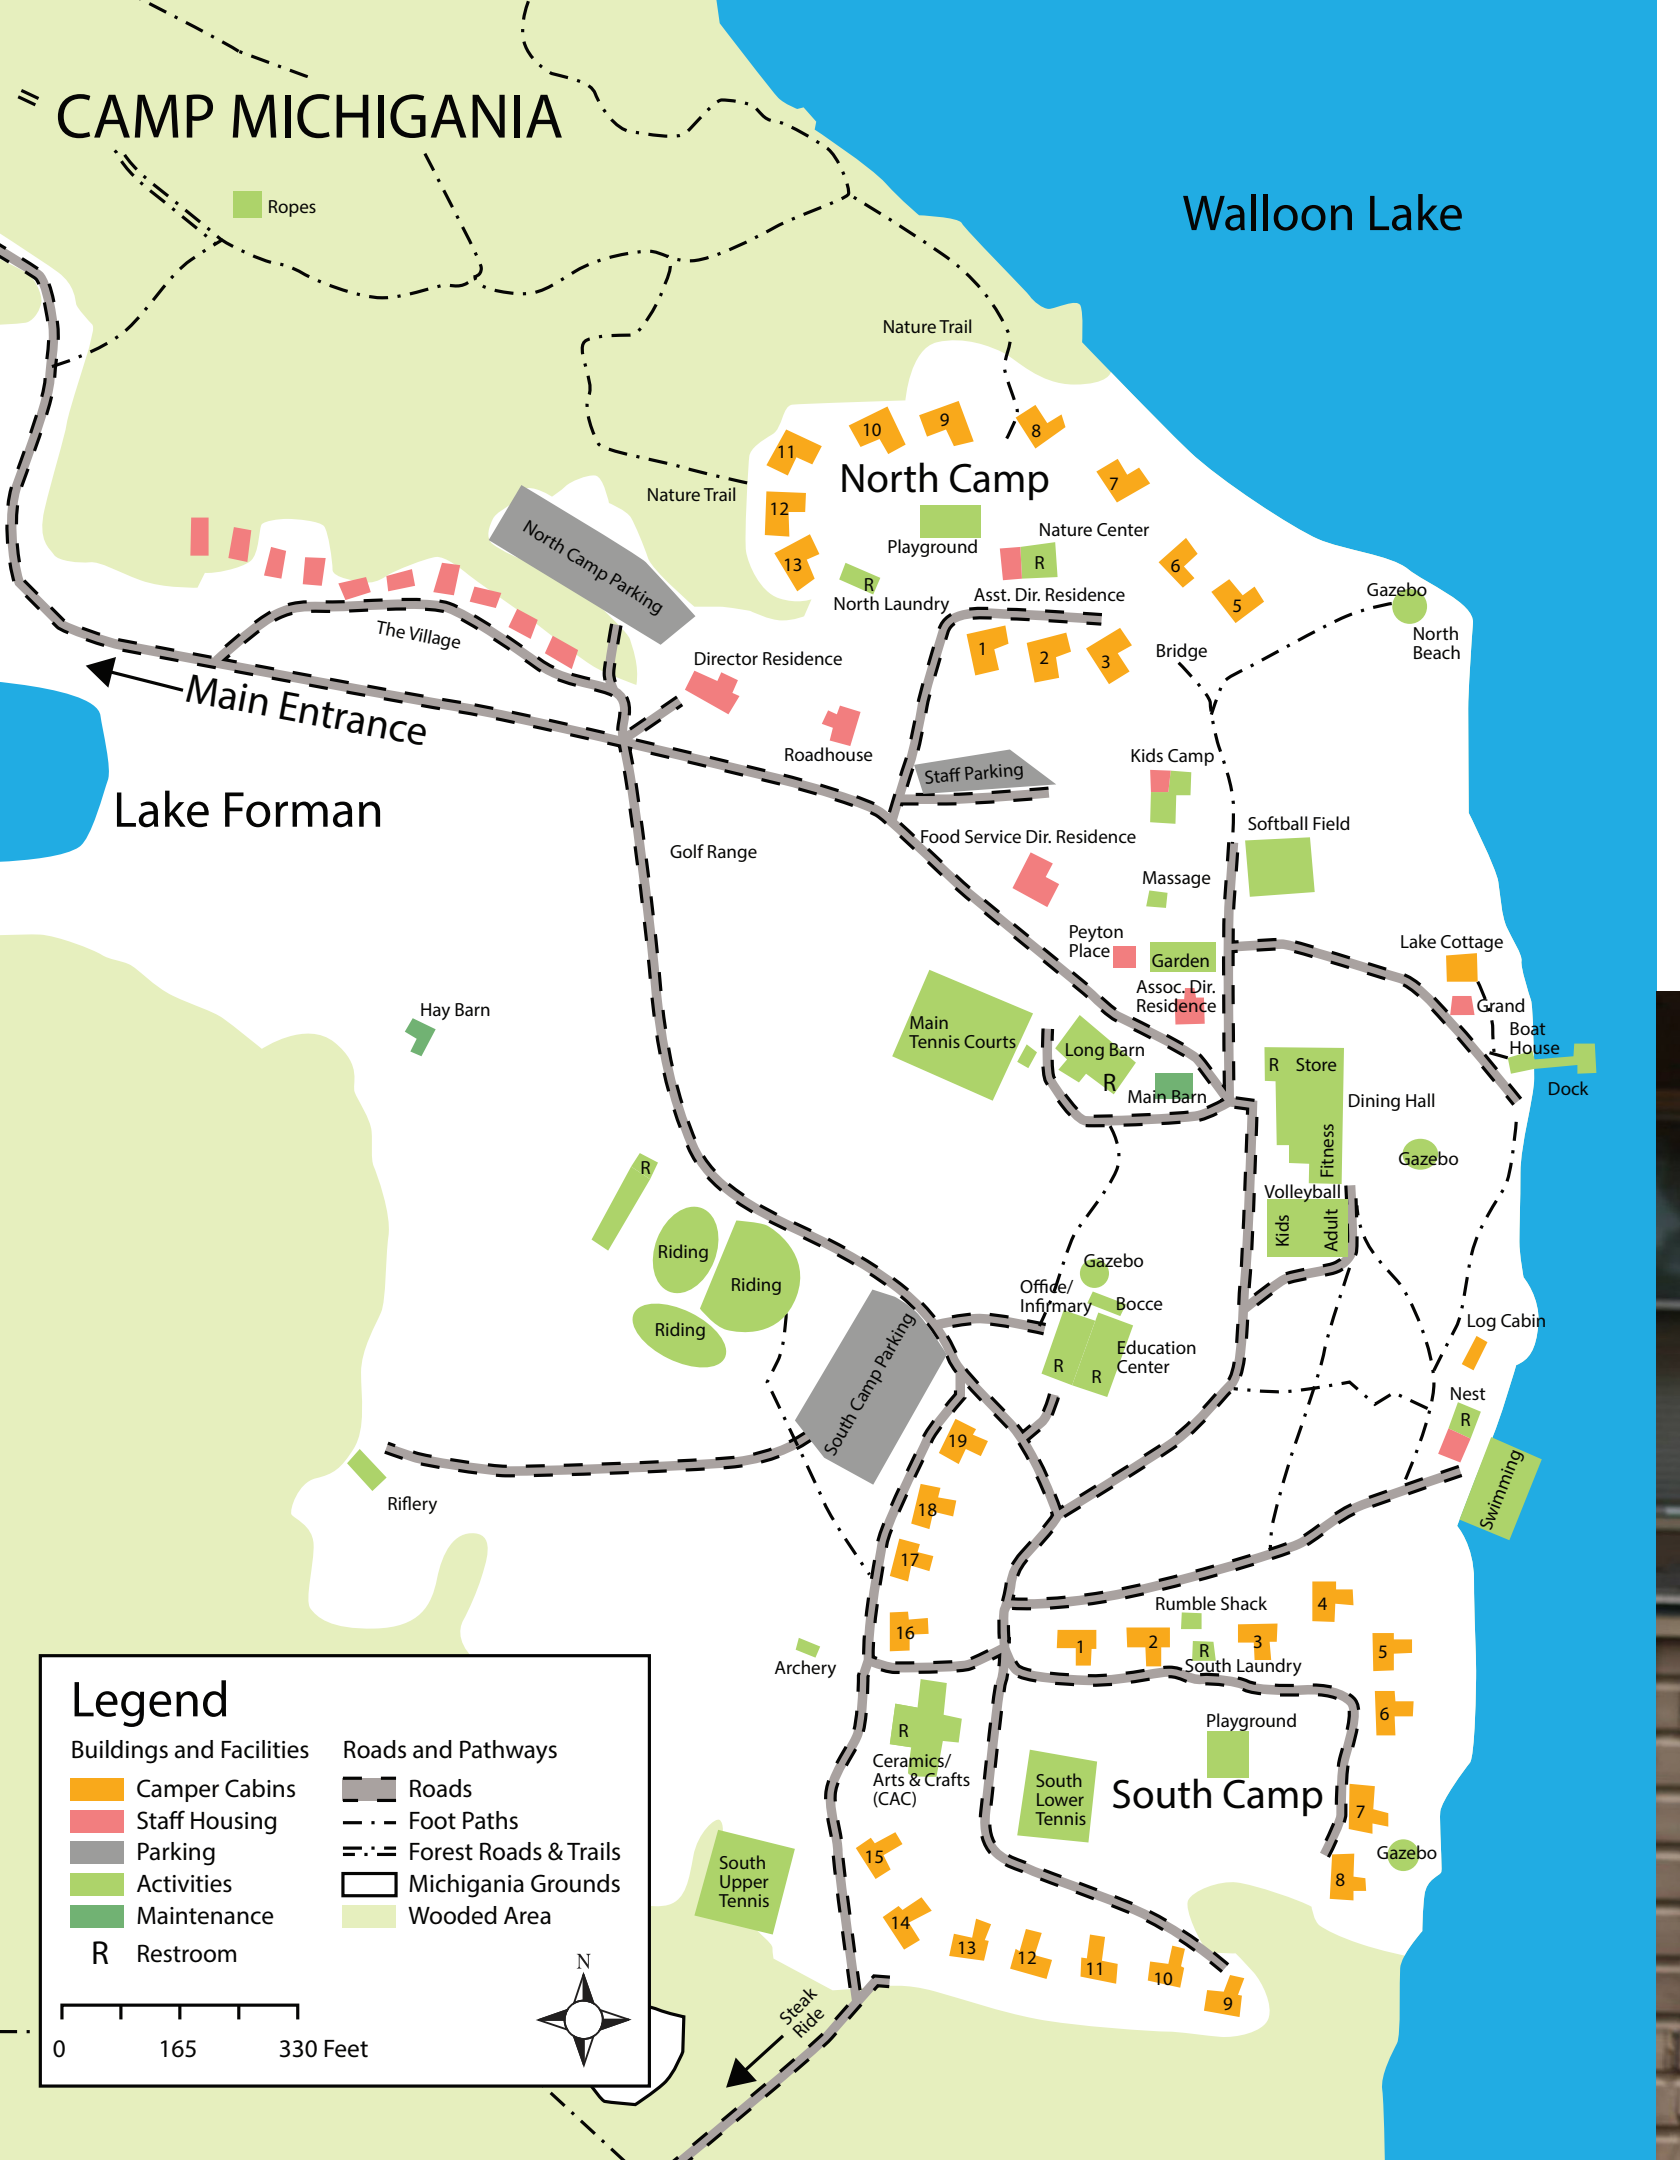 CAMP MICHIGANIA
Ropes
Walloon Lake
Nature Trail
11
10
9
8
North Camp
7
Nature Trail
12
Playground
Nature Center
R
North Camp Parking
13
R
North Laundry
6
5
Asst. Dir. Residence
Gazebo
North
Beach
The Village
1
2
3
Bridge
Director Residence
Main Entrance
Roadhouse
Staff Parking
Kids Camp
Lake Forman
Golf Range
Food Service Dir. Residence
Softball Field
Massage
Peyton
Place
Garden
Lake Cottage
Assoc. Dir.
Residence
Grand
Hay Barn
Main
Tennis Courts
Long Barn
R
Main Barn
R
Store
Boat
House
Dock
Dining Hall
Fitness
Gazebo
R
Volleyball
Kids
Adult
Riding
Riding
Riding
Gazebo
Office/
Infirmary
Bocce
Education
Center
R
R
Log Cabin
South Camp Parking
Nest
R
Swimming
Riflery
19
18
17
16
Rumble Shack
1
2
R
3
4
5
South Laundry
6
Archery
R
Ceramics/
Arts & Crafts
(CAC)
Playground
South
Lower
Tennis
South Camp
7
Gazebo
8
15
South
Upper
Tennis
14
13
12
11
10
9
Steak
Ride
Legend
Buildings and Facilities
Camper Cabins
Staff Housing
Parking
Activities
Maintenance
R Restroom
Roads and Pathways
Roads
Foot Paths
Forest Roads & Trails
Michigania Grounds
Wooded Area
N
0 165 330 Feet